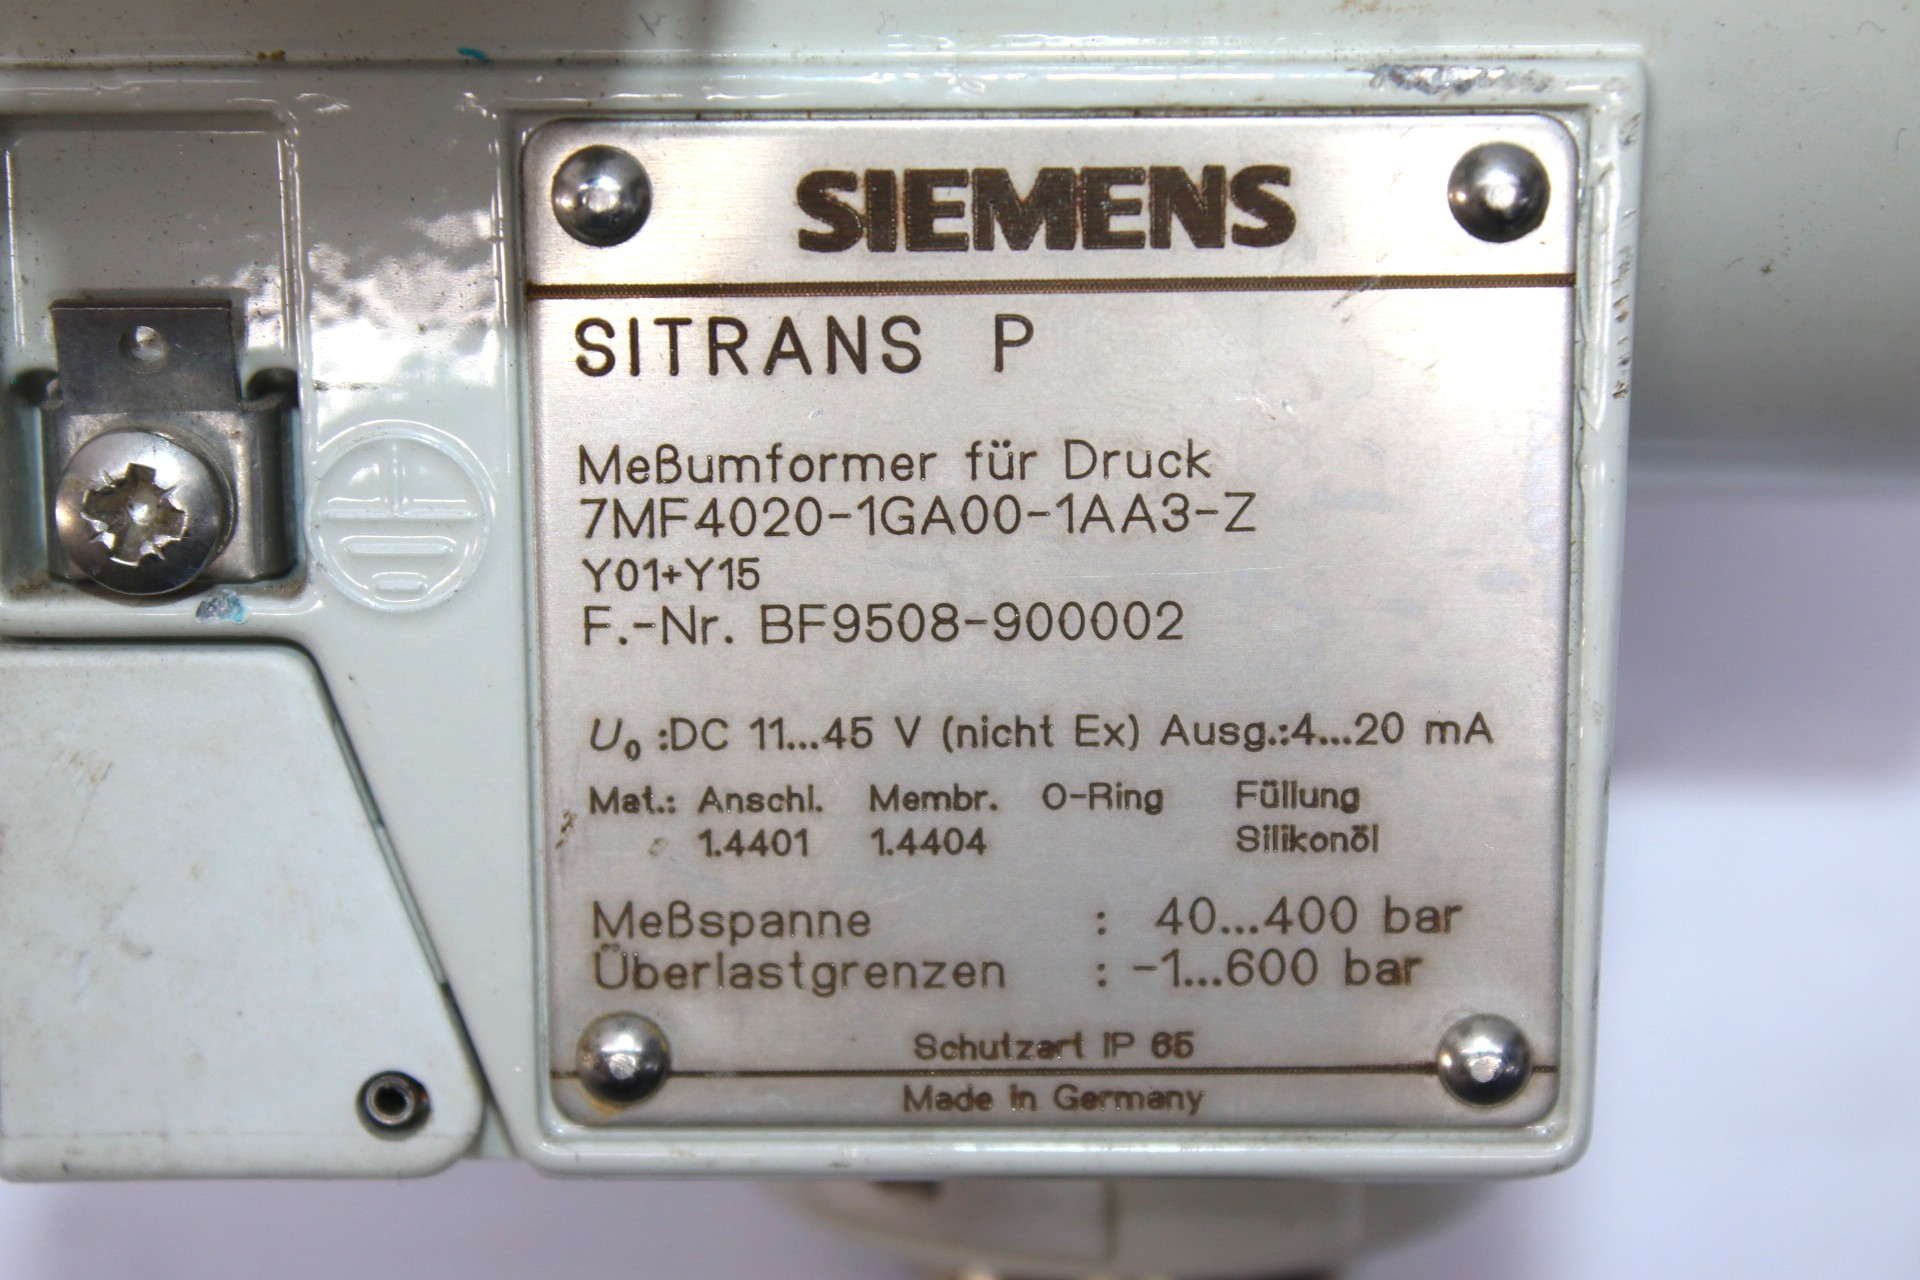 SIEMENS
SITRANS P
Meßumformer für Druck
7MF4020-1GA00-1AA3-Z
Y01+Y15
F.-Nr. BF9508-900002
U₀ :DC 11...45 V (nicht Ex) Ausg.:4...20 mA
Mat.: Anschl. Membr. O-Ring Füllung
1.4401 1.4404 Silikonöl
Meßspanne : 40...400 bar
Überlastgrenzen : -1...600 bar
Schutzart IP 65
Made in Germany